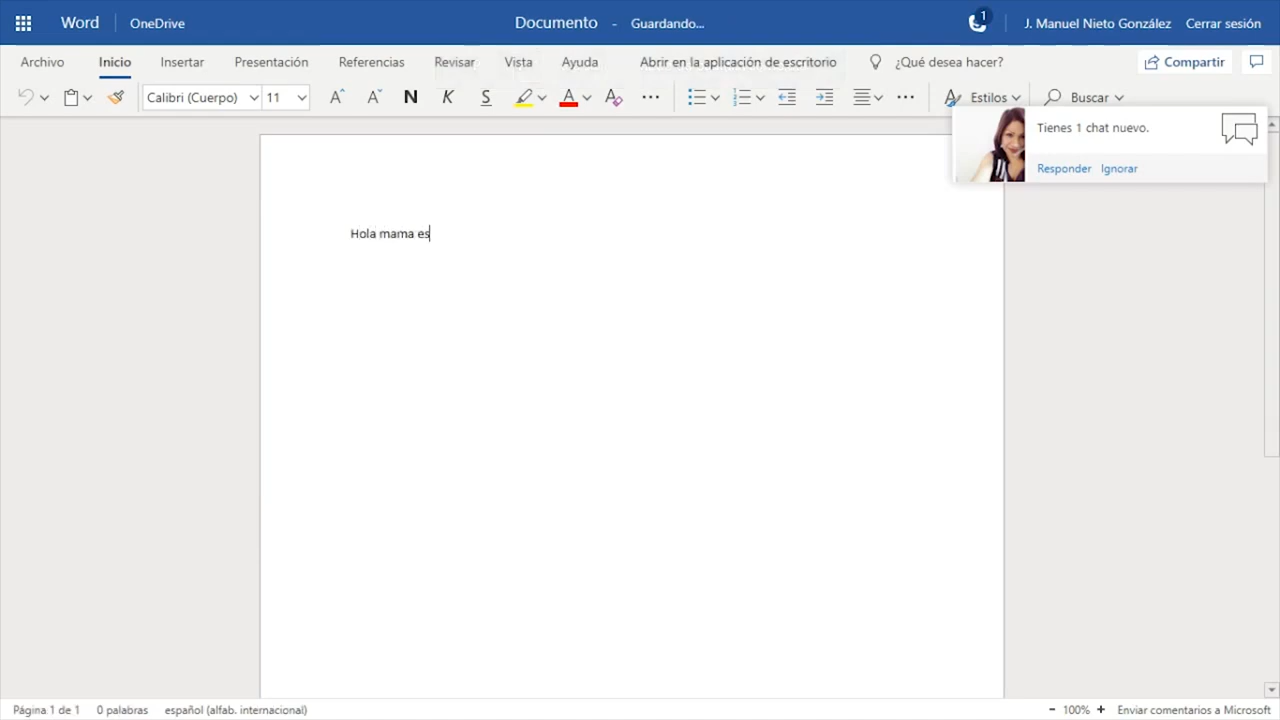 Word OneDrive Documento - Guardando... 1 J. Manuel Nieto González Cerrar sesión
Archivo Inicio Insertar Presentación Referencias Revisar Vista Ayuda Abrir en la aplicación de escritorio ¿Qué desea hacer? Compartir
Calibri (Cuerpo) 11 A A N K S A A Estilos Buscar
Tienes 1 chat nuevo.
Responder Ignorar
Hola mama es
Página 1 de 1 0 palabras español (alfab. internacional) - 100% + Enviar comentarios a Microsoft